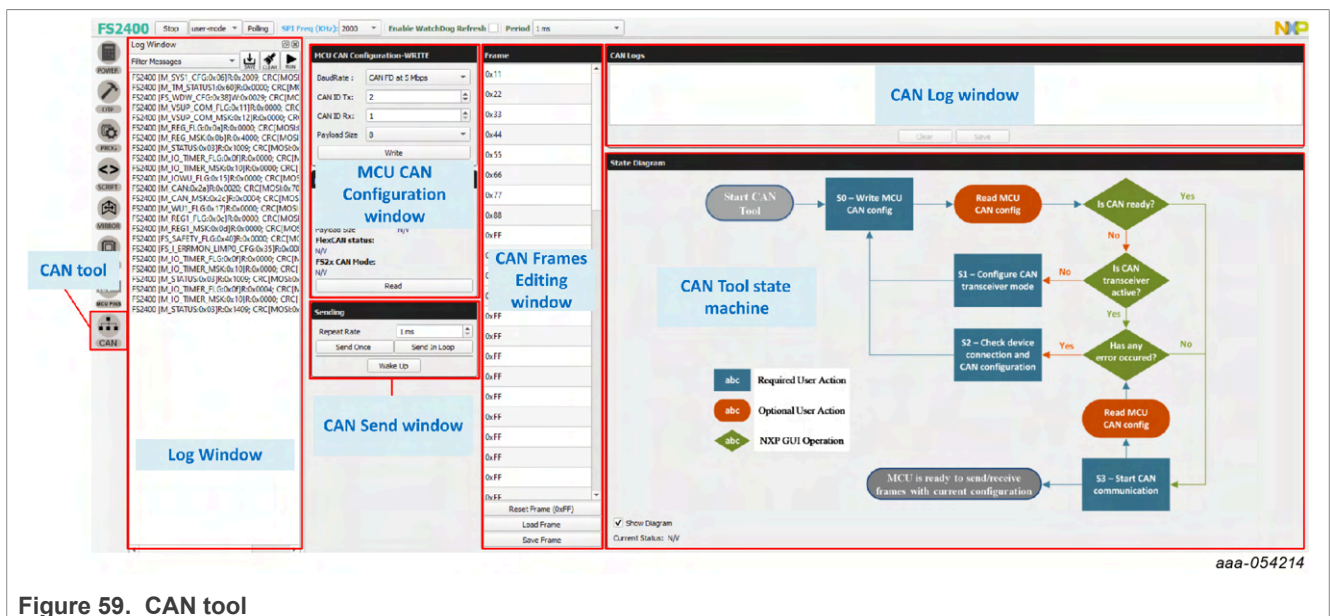 FS2400 Stop user-mode Polling SPI Freq (KHz): 2000 Enable WatchDog Refresh Period 1 ms NXP
Log Window
Filter Messages
SAVE CLEAR RUN
POWER
PROG
SCRIPT
MIRROR
MCU PINS
CAN
FS2400 [M_SYS1_CFG:0x06]R:0x2009; CRC[MOSI
FS2400 [M_TM_STATUS1:0x60]R:0x0000; CRC[MO
FS2400 [FS_WDW_CFG:0x38]W:0x0029; CRC[MC
FS2400 [M_VSUP_COM_FLG:0x11]R:0x0000; CRC
FS2400 [M_VSUP_COM_MSK:0x12]R:0x0000; CRC
FS2400 [M_REG_FLG:0x0a]R:0x0000; CRC[MOSI:
FS2400 [M_REG_MSK:0x0b]R:0x4000; CRC[MOSI
FS2400 [M_STATUS:0x03]R:0x1009; CRC[MOSI:0x
FS2400 [M_IO_TIMER_FLG:0x0f]R:0x0000; CRC[M
FS2400 [M_IO_TIMER_MSK:0x10]R:0x0000; CRC[
FS2400 [M_IOWU_FLG:0x15]R:0x0000; CRC[MOS
FS2400 [M_CAN:0x2a]R:0x0020; CRC[MOSI:0x70
FS2400 [M_CAN_MSK:0x2c]R:0x0004; CRC[MOSI
FS2400 [M_WU1_FLG:0x17]R:0x0000; CRC[MOSI
FS2400 [M_REG1_FLG:0x0c]R:0x0000; CRC[MOSI
FS2400 [M_REG1_MSK:0x0d]R:0x0000; CRC[MOS
FS2400 [FS_SAFETY_FLG:0x40]R:0x0000; CRC[MC
FS2400 [FS_I_ERRMON_LIMP0_CFG:0x35]R:0x00
FS2400 [M_IO_TIMER_FLG:0x0f]R:0x0000; CRC[M
FS2400 [M_IO_TIMER_MSK:0x10]R:0x0000; CRC[
FS2400 [M_STATUS:0x03]R:0x1009; CRC[MOSI:0x
FS2400 [M_IO_TIMER_FLG:0x0f]R:0x0004; CRC[M
FS2400 [M_IO_TIMER_MSK:0x10]R:0x0000; CRC[
FS2400 [M_STATUS:0x03]R:0x1409; CRC[MOSI:0x
CAN tool
Log Window
MCU CAN Configuration-WRITE
BaudRate : CAN FD at 5 Mbps
CAN ID Tx: 2
CAN ID Rx: 1
Payload Size 8
Write
MCU CAN
Configuration
window
Payload Size N/V
FlexCAN status:
N/V
FS2x CAN Mode:
N/V
Read
Sending
Repeat Rate 1 ms
Send Once Send In Loop
Wake Up
CAN Send window
Frame
0x11
0x22
0x33
0x44
0x55
0x66
0x77
0x88
0xFF
CAN Frames
Editing
window
0xFF
0xFF
0xFF
0xFF
0xFF
0xFF
0xFF
0xFF
0xFF
0xFF
Reset Frame (0xFF)
Load Frame
Save Frame
CAN Logs
CAN Log window
Clear Save
State Diagram
Start CAN
Tool
S0 – Write MCU
CAN config
Read MCU
CAN config
Is CAN ready?
Yes
No
S1 – Configure CAN
transceiver mode
No
Is CAN
transceiver
active?
Yes
CAN Tool state
machine
S2 – Check device
connection and
CAN configuration
Yes
Has any
error occured?
No
abc Required User Action
abc Optional User Action
abc NXP GUI Operation
Read MCU
CAN config
MCU is ready to send/receive
frames with current configuration
S3 – Start CAN
communication
Show Diagram
Current Status: N/V
aaa-054214
Figure 59. CAN tool